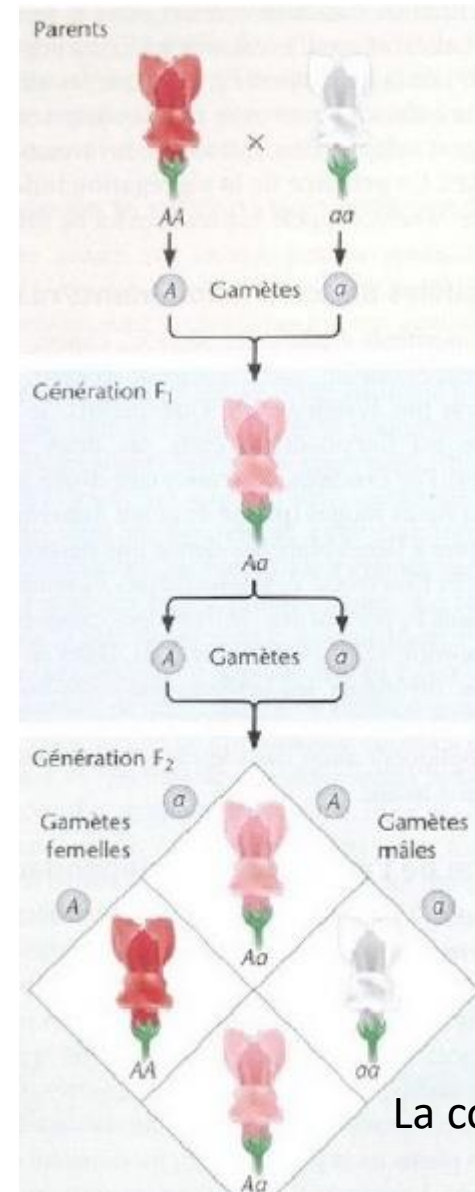 Parents
×
AA aa
A Gamètes a
Génération F₁
Aa
A Gamètes a
Génération F₂
a A
Gamètes femelles
Gamètes mâles
A a
Aa
AA aa
La co
Aa